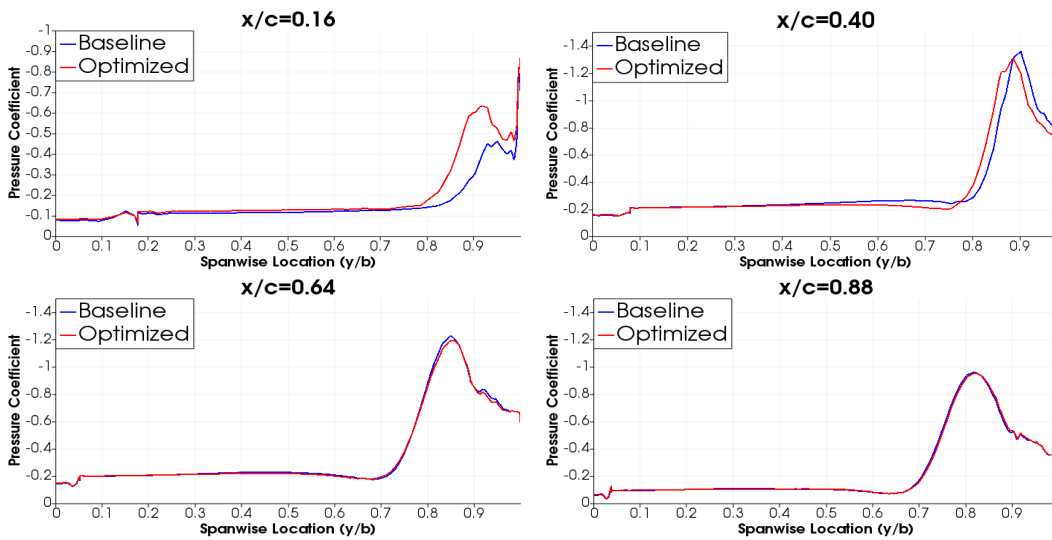 x/c=0.16
-1
-0.9
-0.8
-0.7
-0.6
-0.5
-0.4
-0.3
-0.2
-0.1
0
Pressure Coefficient
Baseline
Optimized
0 0.1 0.2 0.3 0.4 0.5 0.6 0.7 0.8 0.9
Spanwise Location (y/b)
x/c=0.40
-1.4
-1.2
-1
-0.8
-0.6
-0.4
-0.2
0
Pressure Coefficient
Baseline
Optimized
0 0.1 0.2 0.3 0.4 0.5 0.6 0.7 0.8 0.9
Spanwise Location (y/b)
x/c=0.64
-1.4
-1.2
-1
-0.8
-0.6
-0.4
-0.2
0
Pressure Coefficient
Baseline
Optimized
0 0.1 0.2 0.3 0.4 0.5 0.6 0.7 0.8 0.9
Spanwise Location (y/b)
x/c=0.88
-1.4
-1.2
-1
-0.8
-0.6
-0.4
-0.2
0
Pressure Coefficient
Baseline
Optimized
0 0.1 0.2 0.3 0.4 0.5 0.6 0.7 0.8 0.9
Spanwise Location (y/b)